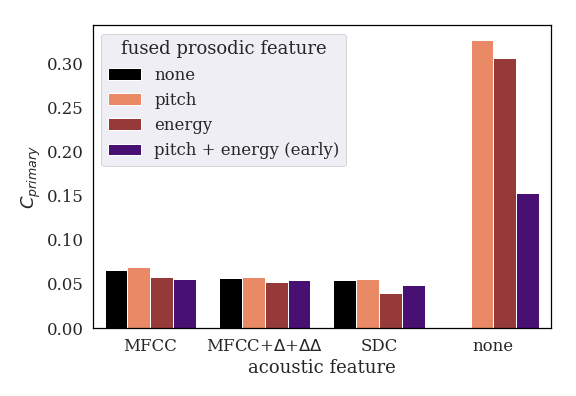 fused prosodic feature
none
pitch
energy
pitch + energy (early)
C_primary
0.30
0.25
0.20
0.15
0.10
0.05
0.00
MFCC MFCC+Δ+ΔΔ SDC none
acoustic feature